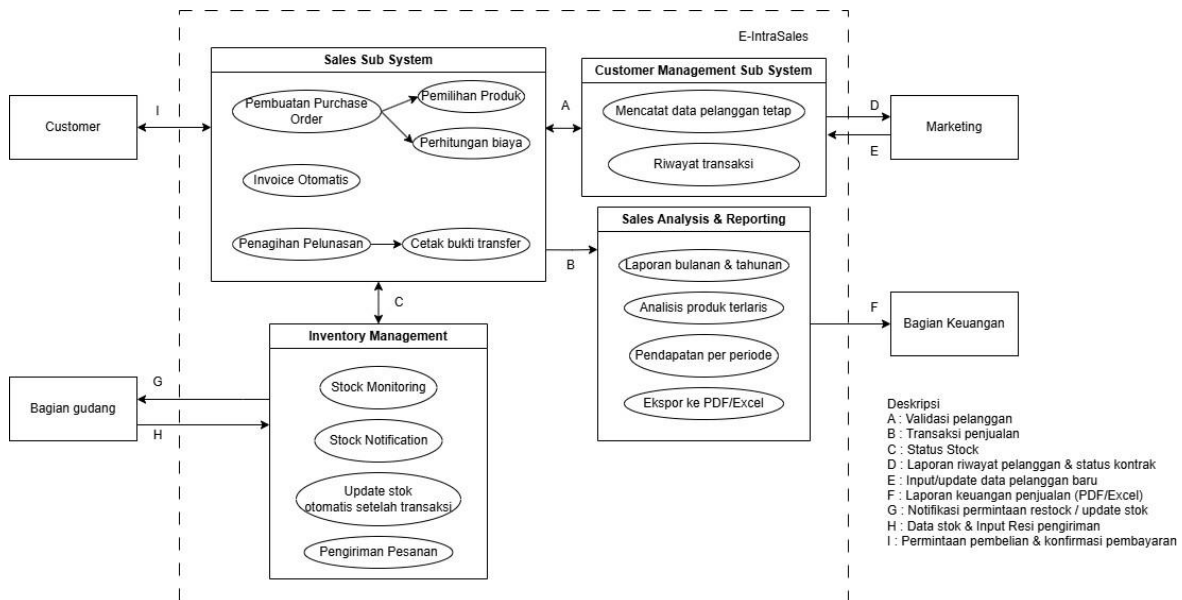 E-IntraSales
Sales Sub System
Pembuatan Purchase
Order
Pemilihan Produk
Perhitungan biaya
Invoice Otomatis
Penagihan Pelunasan
Cetak bukti transfer
Customer Management Sub System
Mencatat data pelanggan tetap
Riwayat transaksi
Customer
I
A
D
E
Marketing
Sales Analysis & Reporting
Laporan bulanan & tahunan
Analisis produk terlaris
Pendapatan per periode
Ekspor ke PDF/Excel
B
C
F
Bagian Keuangan
Inventory Management
Stock Monitoring
Stock Notification
Update stok
otomatis setelah transaksi
Pengiriman Pesanan
Bagian gudang
G
H
Deskripsi
A : Validasi pelanggan
B : Transaksi penjualan
C : Status Stock
D : Laporan riwayat pelanggan & status kontrak
E : Input/update data pelanggan baru
F : Laporan keuangan penjualan (PDF/Excel)
G : Notifikasi permintaan restock / update stok
H : Data stok & Input Resi pengiriman
I : Permintaan pembelian & konfirmasi pembayaran